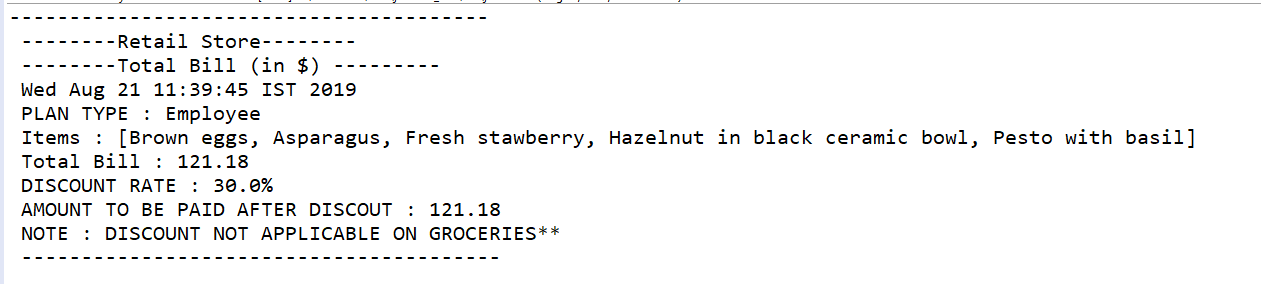 ----------------------------------------
--------Retail Store--------
--------Total Bill (in $) ---------
Wed Aug 21 11:39:45 IST 2019
PLAN TYPE : Employee
Items : [Brown eggs, Asparagus, Fresh stawberry, Hazelnut in black ceramic bowl, Pesto with basil]
Total Bill : 121.18
DISCOUNT RATE : 30.0%
AMOUNT TO BE PAID AFTER DISCOUT : 121.18
NOTE : DISCOUNT NOT APPLICABLE ON GROCERIES**
----------------------------------------